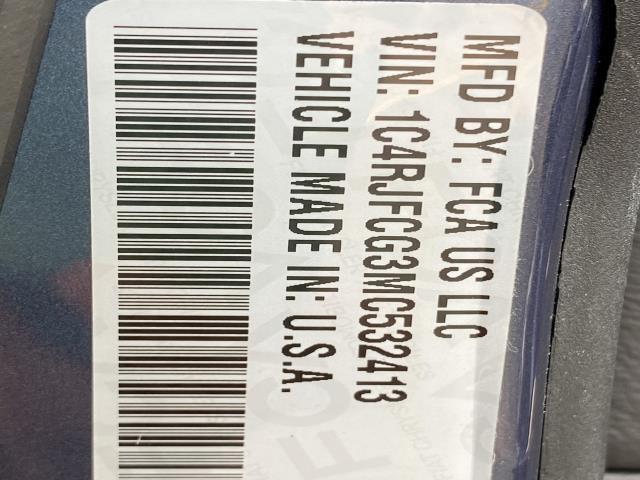 MFD BY: FCA US LLC
VIN: 1C4RJFCG3MC532413
VEHICLE MADE IN: U.S.A.